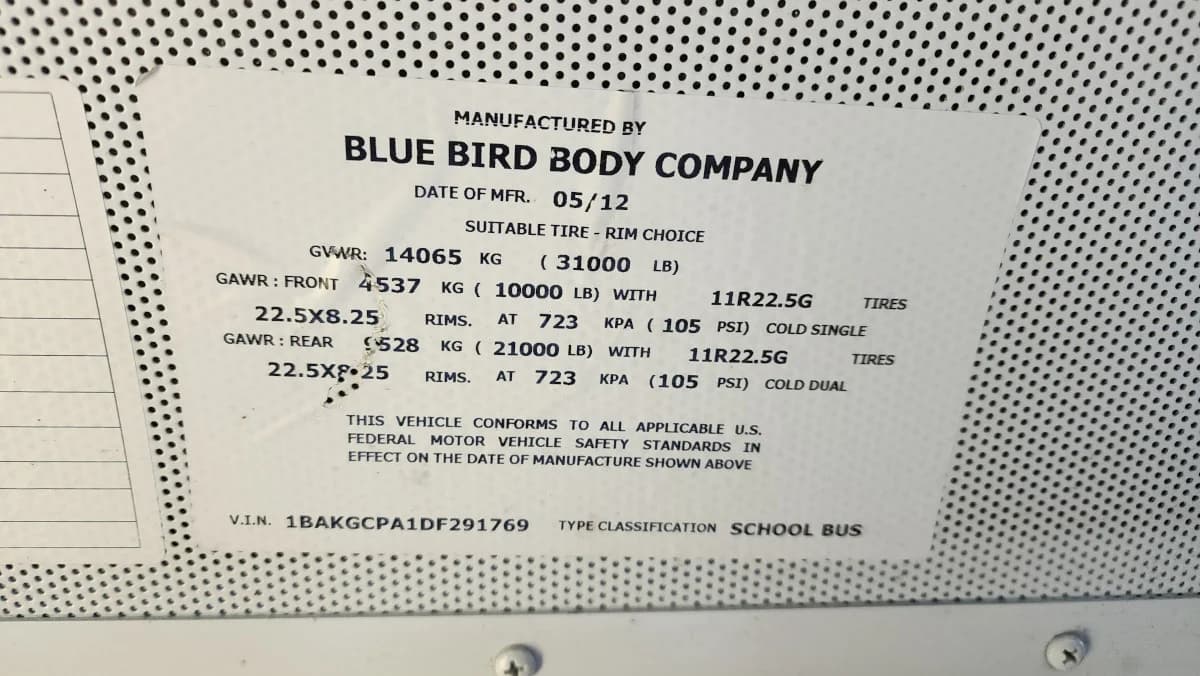 MANUFACTURED BY
BLUE BIRD BODY COMPANY
DATE OF MFR. 05/12
SUITABLE TIRE - RIM CHOICE
GVWR: 14065 KG ( 31000 LB)
GAWR : FRONT 4537 KG ( 10000 LB) WITH 11R22.5G TIRES
22.5X8.25 RIMS. AT 723 KPA ( 105 PSI) COLD SINGLE
GAWR : REAR 9528 KG ( 21000 LB) WITH 11R22.5G TIRES
22.5X8.25 RIMS. AT 723 KPA (105 PSI) COLD DUAL
THIS VEHICLE CONFORMS TO ALL APPLICABLE U.S.
FEDERAL MOTOR VEHICLE SAFETY STANDARDS IN
EFFECT ON THE DATE OF MANUFACTURE SHOWN ABOVE
V.I.N. 1BAKGCPA1DF291769 TYPE CLASSIFICATION SCHOOL BUS